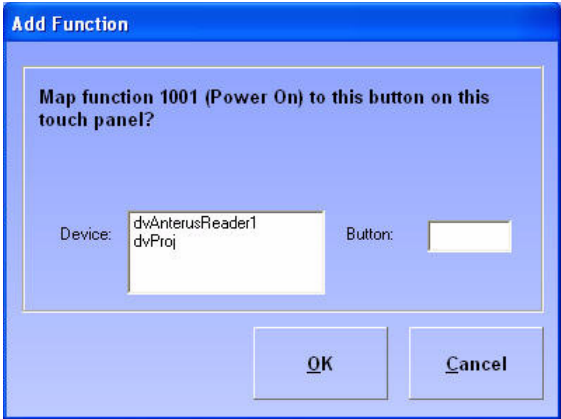 Add Function
Map function 1001 (Power On) to this button on this
touch panel?
Device:
dvAnterusReader1
dvProj
Button:
OK
Cancel